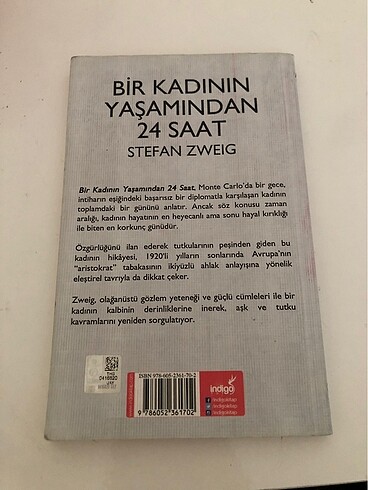 BİR KADININ
YAŞAMINDAN
24 SAAT
STEFAN ZWEIG
Bir Kadının Yaşamından 24 Saat, Monte Carlo'da bir gece,
intiharın eşiğindeki başarısız bir diplomatla karşılaşan kadının
toplamdaki bir gününü anlatır. Ancak söz konusu zaman
aralığı, kadının hayatının en heyecanlı ama sonu hayal kırıklığı
ile biten en korkunç günüdür.
Özgürlüğünü ilan ederek tutkularının peşinden giden bu
kadının hikâyesi, 1920'li yılların sonlarında Avrupa'nın
"aristokrat" tabakasının ikiyüzlü ahlak anlayışına yönelik
eleştirel tavrıyla da dikkat çeker.
Zweig, olağanüstü gözlem yeteneği ve güçlü cümleleri ile bir
kadının kalbinin derinliklerine inerek, aşk ve tutku
kavramlarını yeniden sorgulatıyor.
ISBN 978-605-2361-70-2
9 786052 361702
indigo
/indigokitap
/indigokitap
/indigokitap
0416820